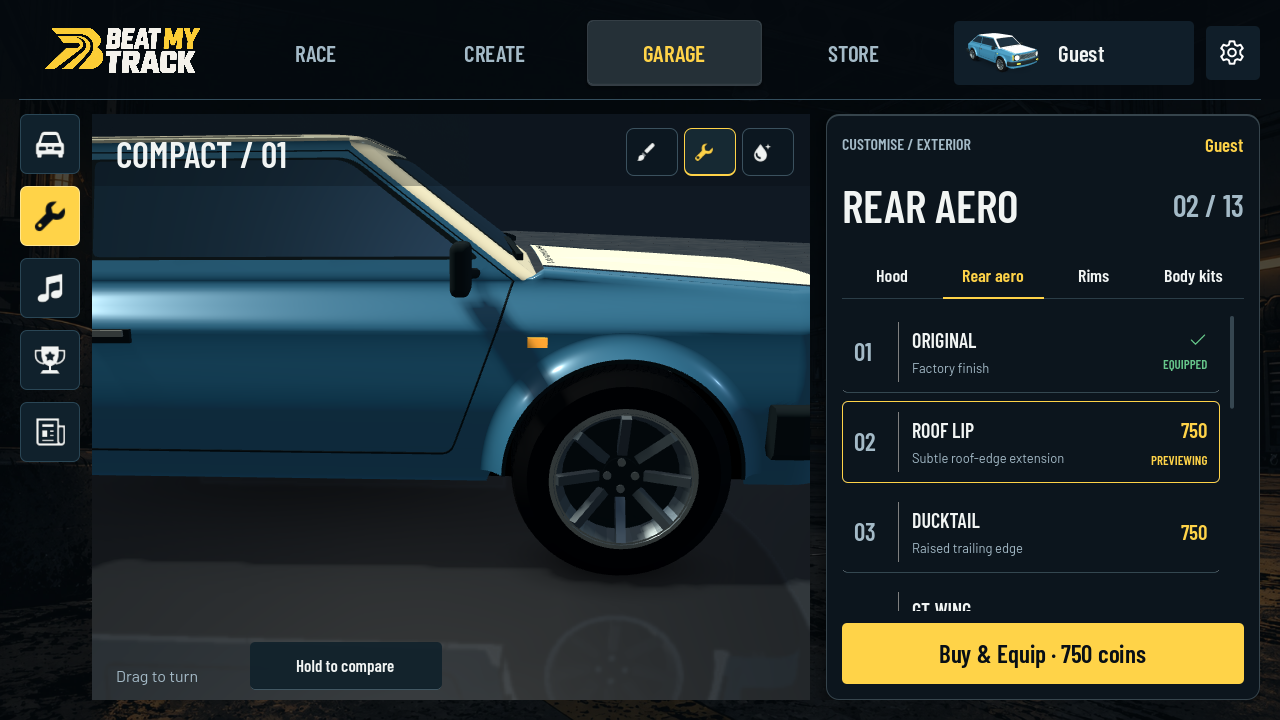 BEAT MY
TRACK
RACE
CREATE
GARAGE
STORE
Guest
COMPACT / 01
Drag to turn
Hold to compare
CUSTOMISE / EXTERIOR
Guest
REAR AERO
02 / 13
Hood
Rear aero
Rims
Body kits
01
ORIGINAL
Factory finish
EQUIPPED
02
ROOF LIP
Subtle roof-edge extension
750
PREVIEWING
03
DUCKTAIL
Raised trailing edge
750
GT WING
Buy & Equip · 750 coins